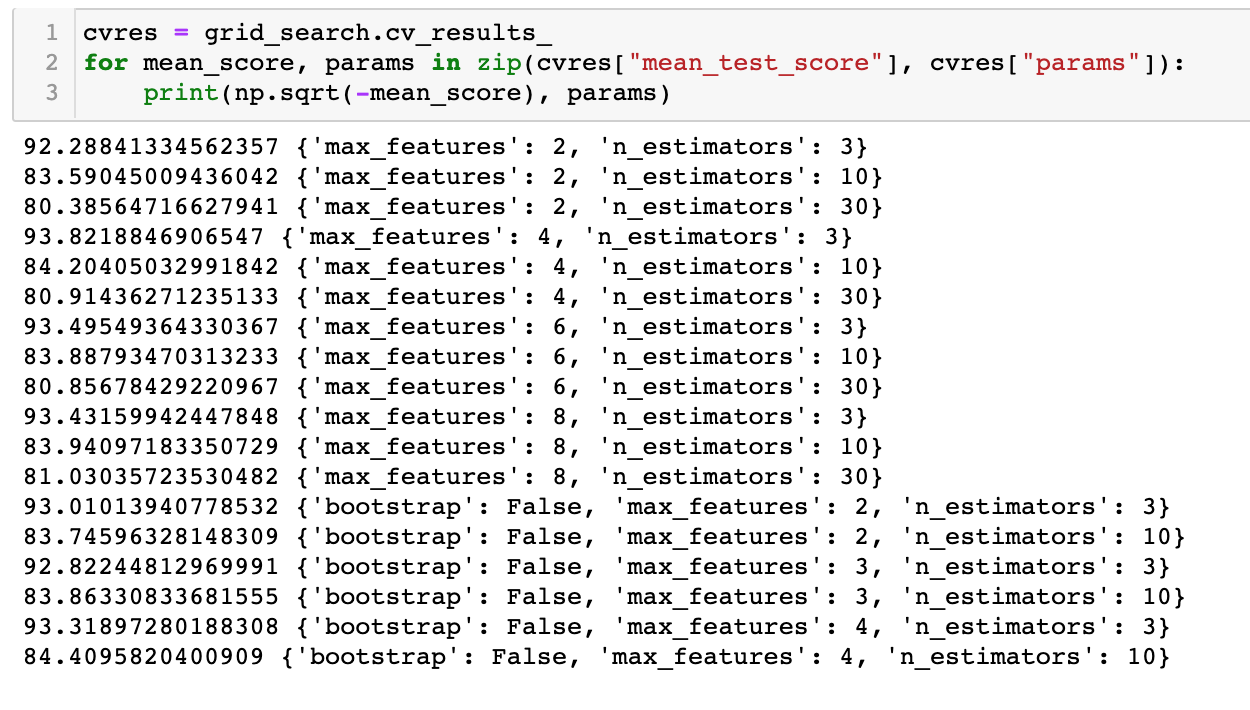 1 cvres = grid_search.cv_results_
2 for mean_score, params in zip(cvres["mean_test_score"], cvres["params"]):
3     print(np.sqrt(-mean_score), params)
92.28841334562357 {'max_features': 2, 'n_estimators': 3}
83.59045009436042 {'max_features': 2, 'n_estimators': 10}
80.38564716627941 {'max_features': 2, 'n_estimators': 30}
93.8218846906547 {'max_features': 4, 'n_estimators': 3}
84.20405032991842 {'max_features': 4, 'n_estimators': 10}
80.91436271235133 {'max_features': 4, 'n_estimators': 30}
93.49549364330367 {'max_features': 6, 'n_estimators': 3}
83.88793470313233 {'max_features': 6, 'n_estimators': 10}
80.85678429220967 {'max_features': 6, 'n_estimators': 30}
93.43159942447848 {'max_features': 8, 'n_estimators': 3}
83.94097183350729 {'max_features': 8, 'n_estimators': 10}
81.03035723530482 {'max_features': 8, 'n_estimators': 30}
93.01013940778532 {'bootstrap': False, 'max_features': 2, 'n_estimators': 3}
83.74596328148309 {'bootstrap': False, 'max_features': 2, 'n_estimators': 10}
92.82244812969991 {'bootstrap': False, 'max_features': 3, 'n_estimators': 3}
83.86330833681555 {'bootstrap': False, 'max_features': 3, 'n_estimators': 10}
93.31897280188308 {'bootstrap': False, 'max_features': 4, 'n_estimators': 3}
84.4095820400909 {'bootstrap': False, 'max_features': 4, 'n_estimators': 10}